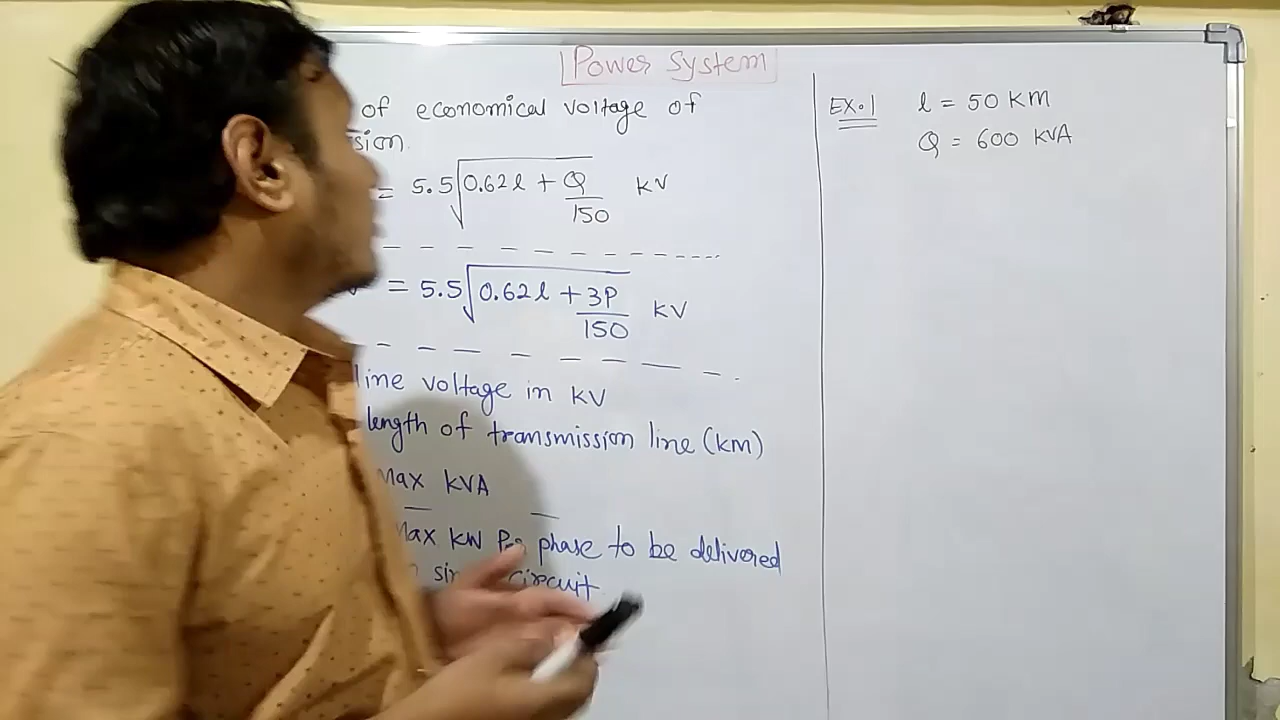 Power System
of economical voltage of
sion.
= 5.5√0.62l + Q/150 KV
= 5.5√0.62l + 3P/150 KV
line voltage in KV
length of transmission line (KM)
Max KVA
Max KW Per phase to be delivered
circuit.
EX.1 l = 50 KM
Q = 600 KVA